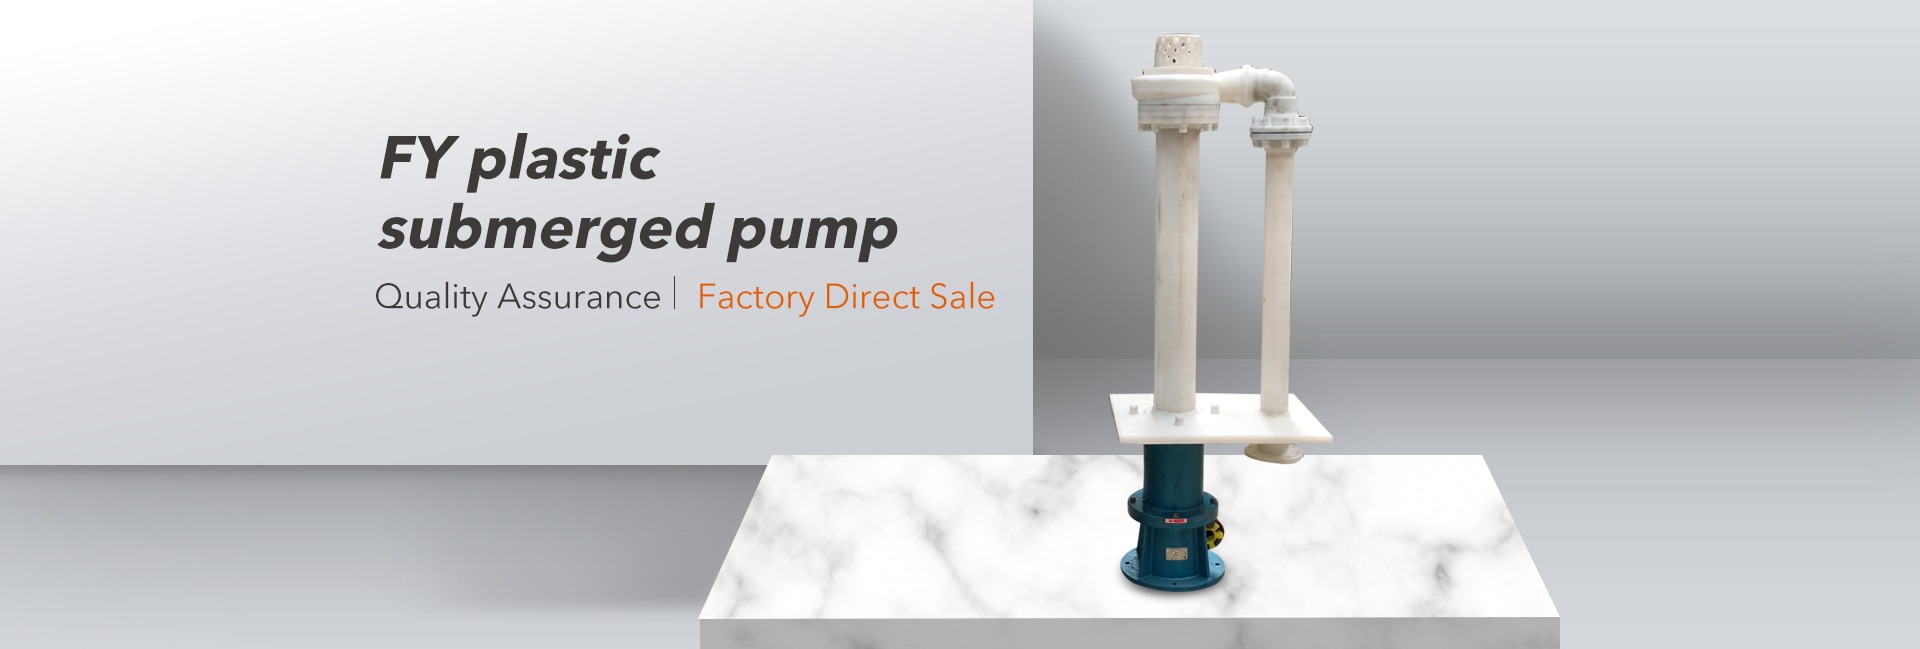 FY plastic
submerged pump
Quality Assurance | Factory Direct Sale